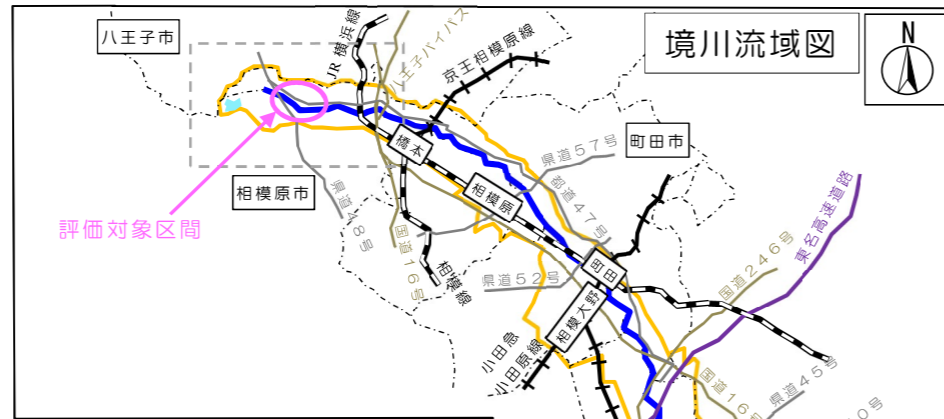 境川流域図
N
八王子市
JR 横浜線
八王子バイパス
京王相模原線
橋本
県道57号
町田市
相模原市
相模原
都道47号
評価対象区間
県道48号
国道16号
相模線
県道52号
町田
国道246号
東名高速道路
相模大野
小田急
小田原線
国道16号
県道45号
0号